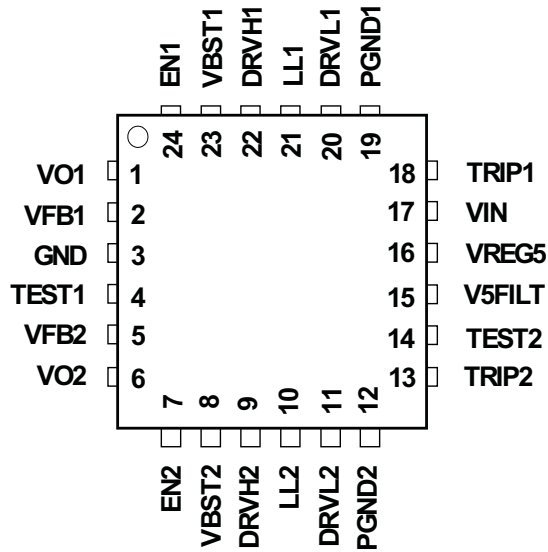 EN1
VBST1
DRVH1
LL1
DRVL1
PGND1
24
23
22
21
20
19
VO1 1
VFB1 2
GND 3
TEST1 4
VFB2 5
VO2 6
18 TRIP1
17 VIN
16 VREG5
15 V5FILT
14 TEST2
13 TRIP2
7
8
9
10
11
12
EN2
VBST2
DRVH2
LL2
DRVL2
PGND2